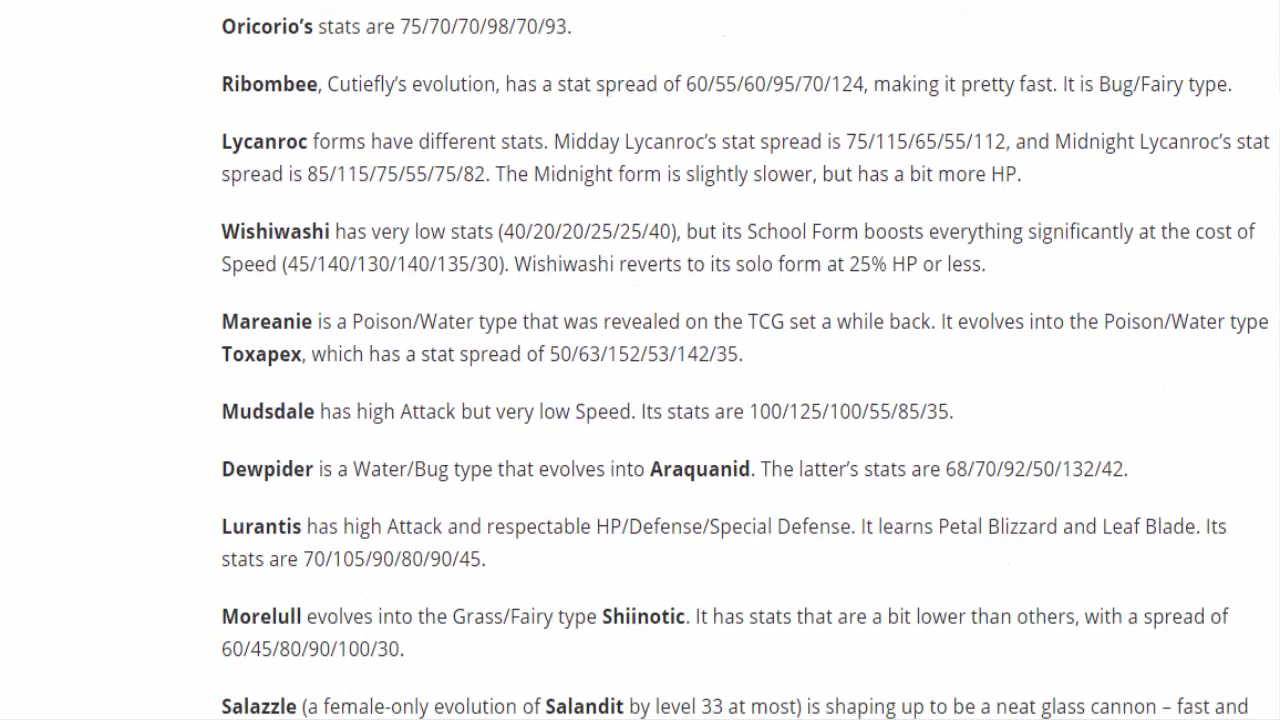 Oricorio’s stats are 75/70/70/98/70/93.
Ribombee, Cutiefly’s evolution, has a stat spread of 60/55/60/95/70/124, making it pretty fast. It is Bug/Fairy type.
Lycanroc forms have different stats. Midday Lycanroc’s stat spread is 75/115/65/55/112, and Midnight Lycanroc’s stat
spread is 85/115/75/55/75/82. The Midnight form is slightly slower, but has a bit more HP.
Wishiwashi has very low stats (40/20/20/25/25/40), but its School Form boosts everything significantly at the cost of
Speed (45/140/130/140/135/30). Wishiwashi reverts to its solo form at 25% HP or less.
Mareanie is a Poison/Water type that was revealed on the TCG set a while back. It evolves into the Poison/Water type
Toxapex, which has a stat spread of 50/63/152/53/142/35.
Mudsdale has high Attack but very low Speed. Its stats are 100/125/100/55/85/35.
Dewpider is a Water/Bug type that evolves into Araquanid. The latter’s stats are 68/70/92/50/132/42.
Lurantis has high Attack and respectable HP/Defense/Special Defense. It learns Petal Blizzard and Leaf Blade. Its
stats are 70/105/90/80/90/45.
Morelull evolves into the Grass/Fairy type Shiinotic. It has stats that are a bit lower than others, with a spread of
60/45/80/90/100/30.
Salazzle (a female-only evolution of Salandit by level 33 at most) is shaping up to be a neat glass cannon – fast and